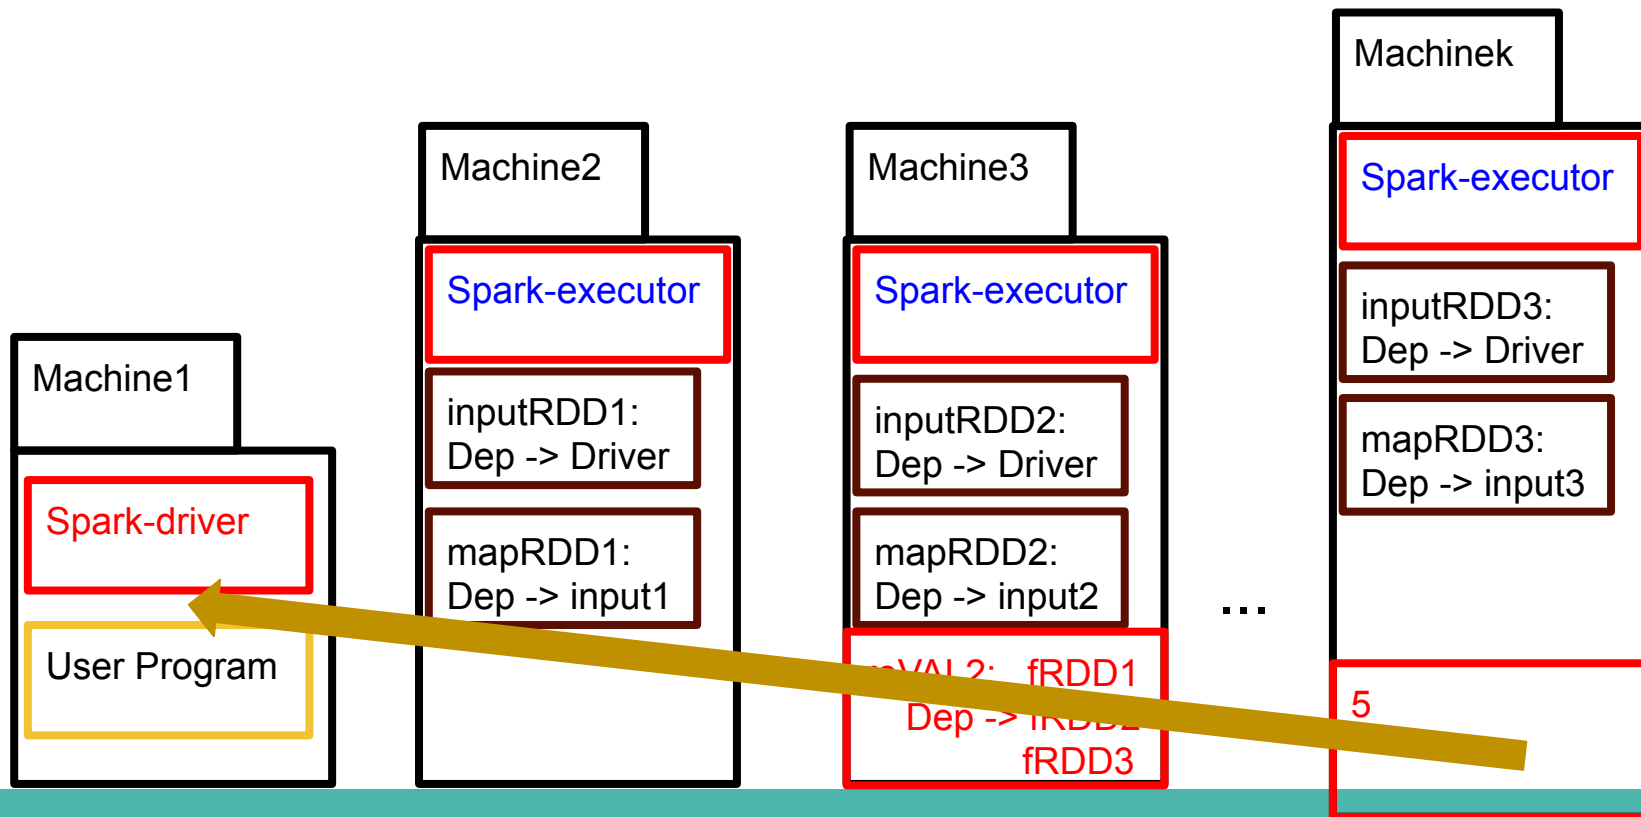 Machine1
Spark-driver
User Program
Machine2
Spark-executor
inputRDD1:
Dep -> Driver
mapRDD1:
Dep -> input1
Machine3
Spark-executor
inputRDD2:
Dep -> Driver
mapRDD2:
Dep -> input2
fRDD1
Dep -> fRDD2
fRDD3
...
Machinek
Spark-executor
inputRDD3:
Dep -> Driver
mapRDD3:
Dep -> input3
5